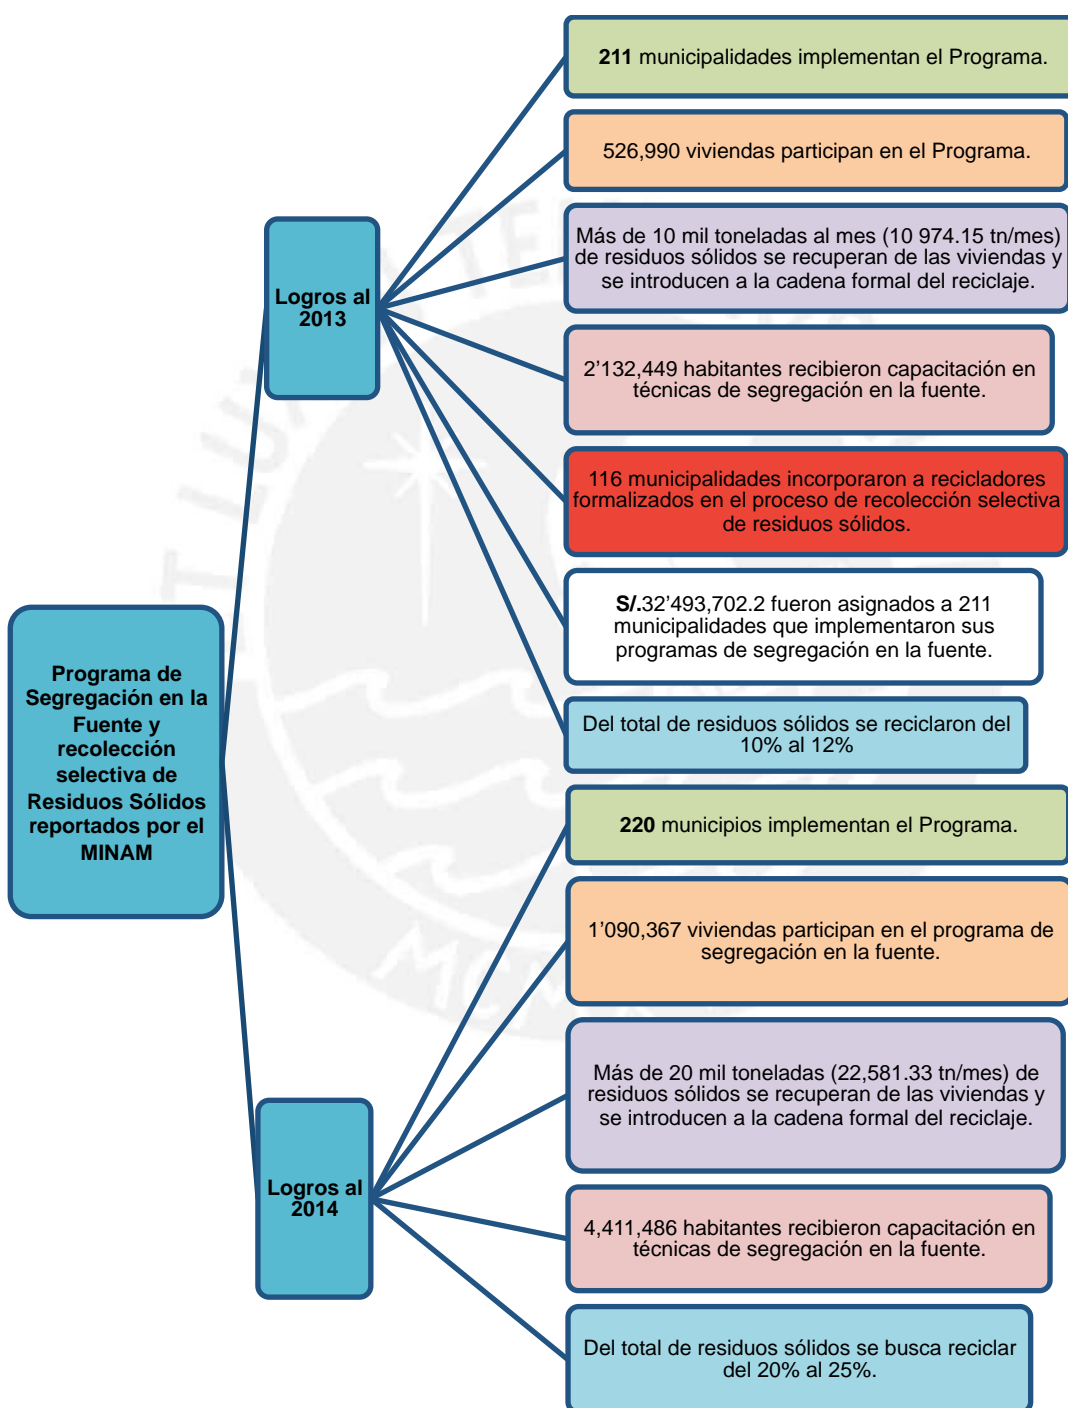 Programa de
Segregación en la
Fuente y
recolección
selectiva de
Residuos Sólidos
reportados por el
MINAM
Logros al
2013
211 municipalidades implementan el Programa.
526,990 viviendas participan en el Programa.
Más de 10 mil toneladas al mes (10 974.15 tn/mes)
de residuos sólidos se recuperan de las viviendas y
se introducen a la cadena formal del reciclaje.
2’132,449 habitantes recibieron capacitación en
técnicas de segregación en la fuente.
116 municipalidades incorporaron a recicladores
formalizados en el proceso de recolección selectiva
de residuos sólidos.
S/.32’493,702.2 fueron asignados a 211
municipalidades que implementaron sus
programas de segregación en la fuente.
Del total de residuos sólidos se reciclaron del
10% al 12%
Logros al
2014
220 municipios implementan el Programa.
1’090,367 viviendas participan en el programa de
segregación en la fuente.
Más de 20 mil toneladas (22,581.33 tn/mes) de
residuos sólidos se recuperan de las viviendas y
se introducen a la cadena formal del reciclaje.
4,411,486 habitantes recibieron capacitación en
técnicas de segregación en la fuente.
Del total de residuos sólidos se busca reciclar
del 20% al 25%.